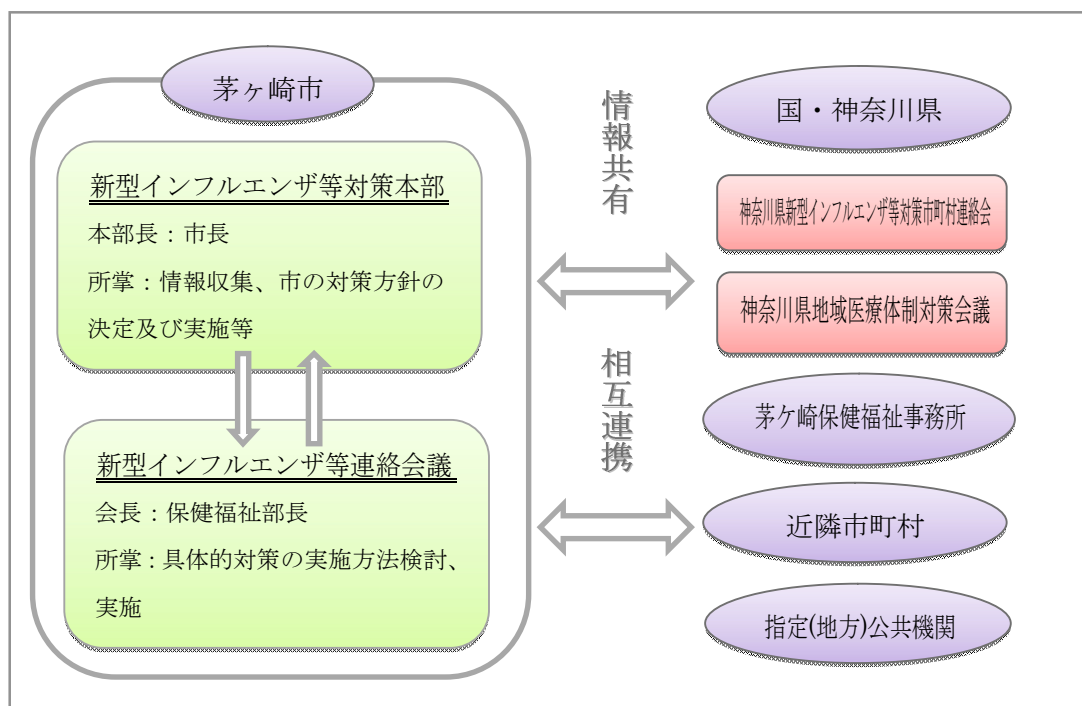 茅ヶ崎市
新型インフルエンザ等対策本部
本部長：市長
所掌：情報収集、市の対策方針の
決定及び実施等
新型インフルエンザ等連絡会議
会長：保健福祉部長
所掌：具体的対策の実施方法検討、
実施
情報共有
相互連携
国・神奈川県
神奈川県新型インフルエンザ等対策市町村連絡会
神奈川県地域医療体制対策会議
茅ケ崎保健福祉事務所
近隣市町村
指定(地方)公共機関